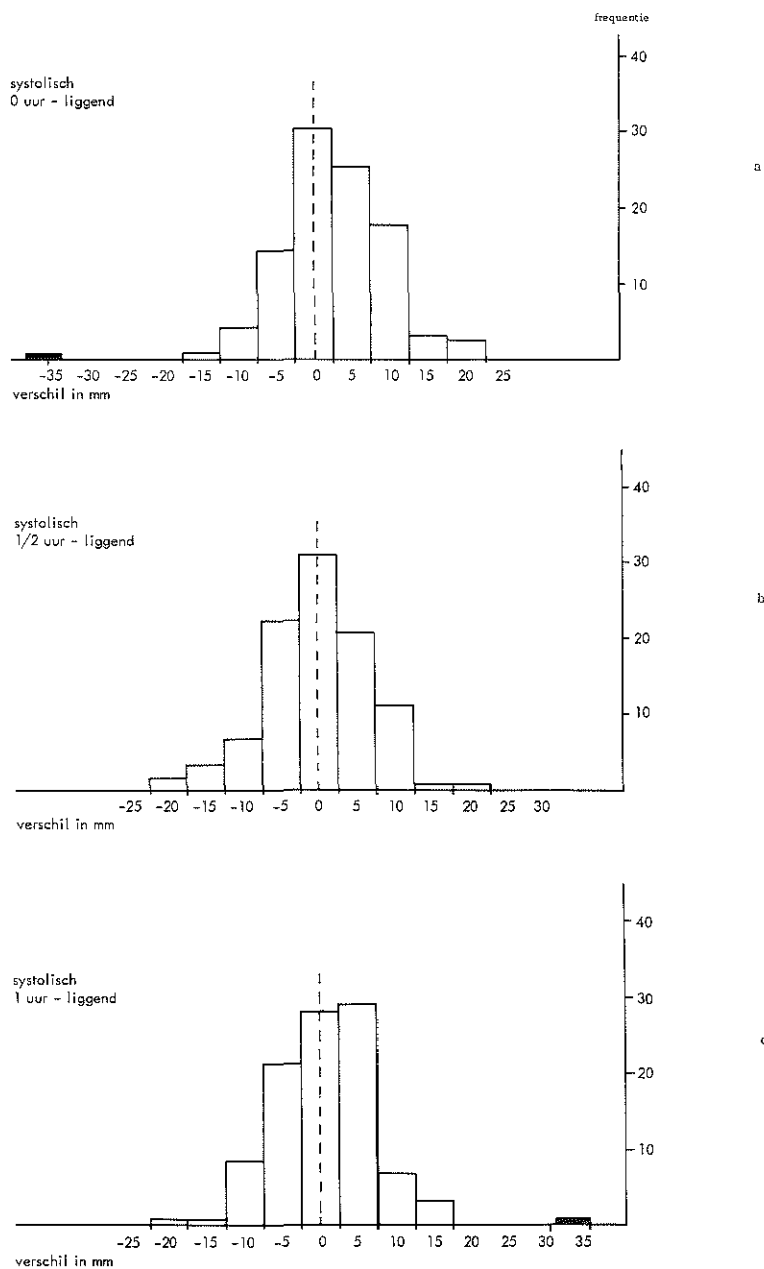 frequentie
40
systolisch
0 uur - liggend
30
a
20
10
-35 -30 -25 -20 -15 -10 -5 0 5 10 15 20 25
verschil in mm
40
systolisch
1/2 uur - liggend
30
b
20
10
-25 -20 -15 -10 -5 0 5 10 15 20 25 30
verschil in mm
40
systolisch
1 uur - liggend
30
c
20
10
-25 -20 -15 -10 -5 0 5 10 15 20 25 30 35
verschil in mm